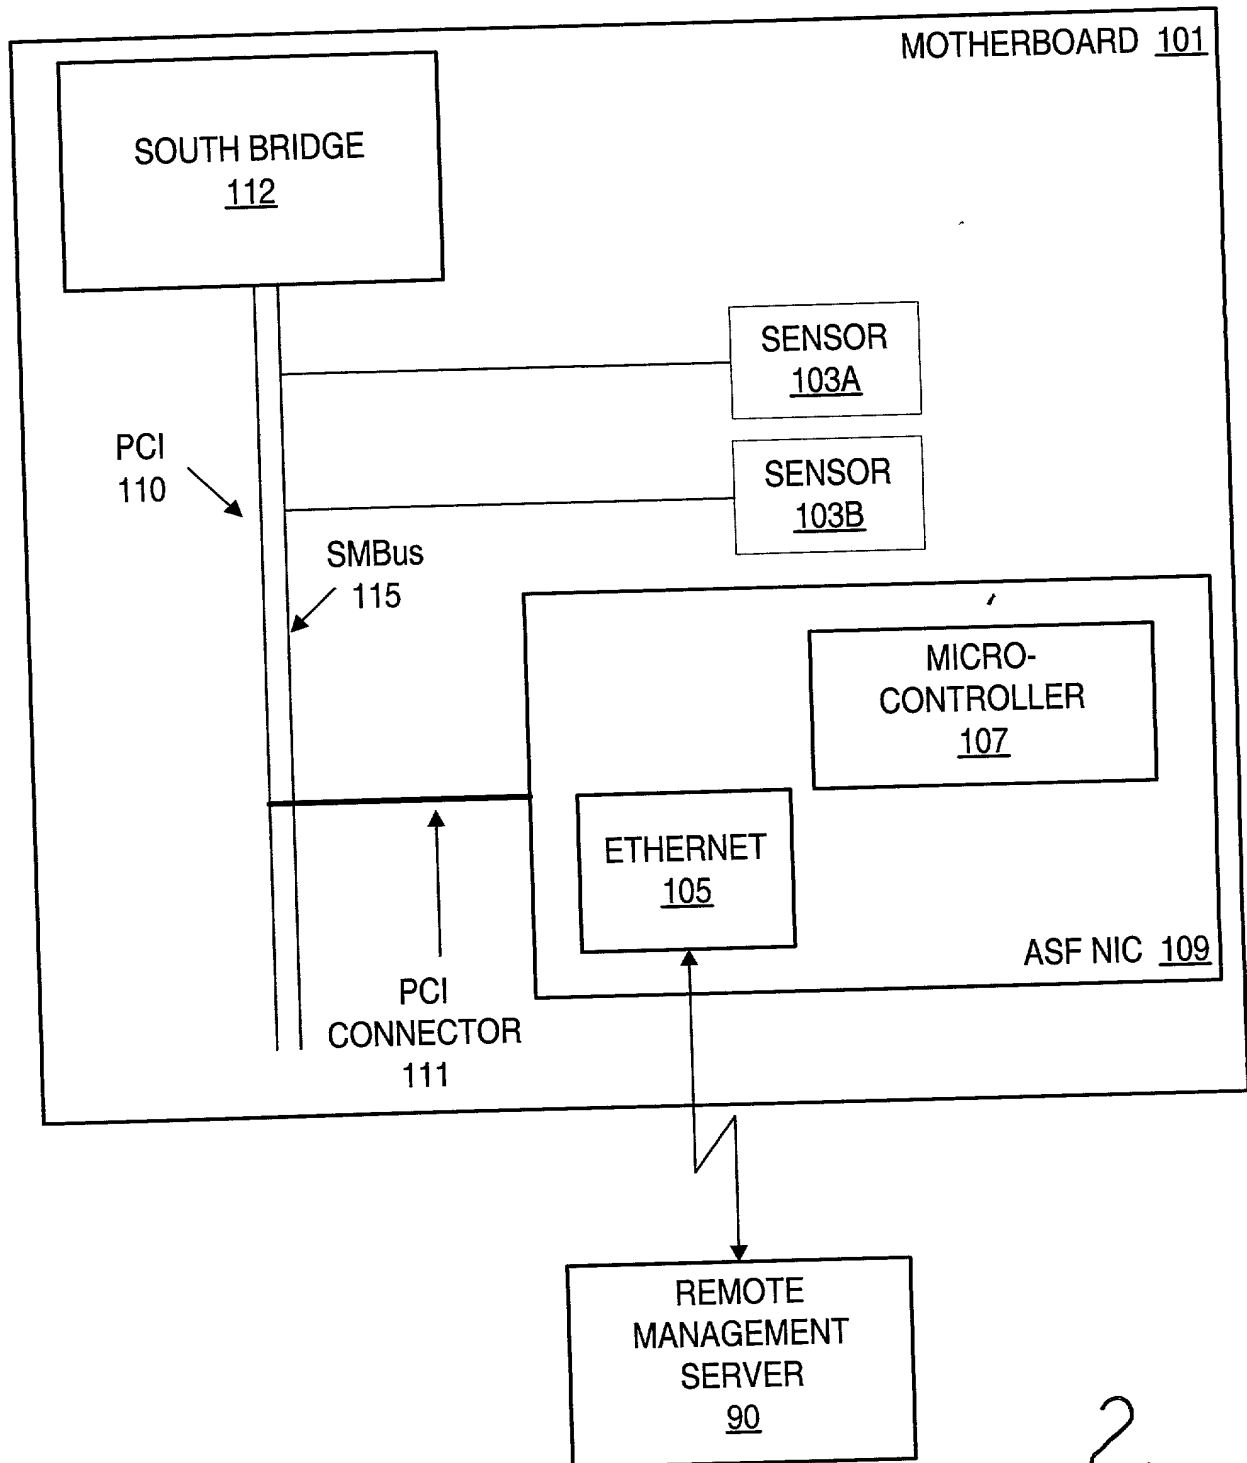 MOTHERBOARD 101
SOUTH BRIDGE
112
SENSOR
103A
PCI
110
SENSOR
103B
SMBus
115
MICRO-
CONTROLLER
107
ETHERNET
105
ASF NIC 109
PCI
CONNECTOR
111
REMOTE
MANAGEMENT
SERVER
90
2